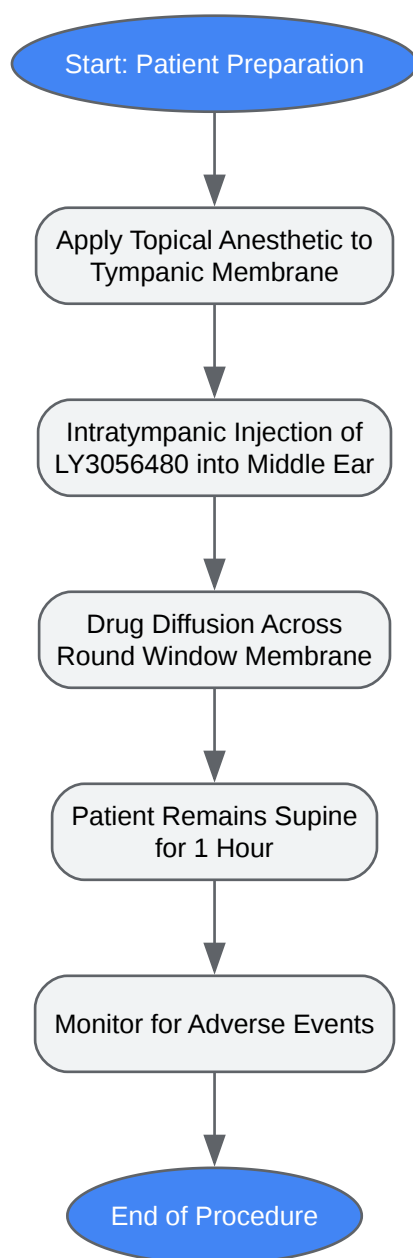 Start: Patient Preparation
Apply Topical Anesthetic to
Tympanic Membrane
Intratympanic Injection of
LY3056480 into Middle Ear
Drug Diffusion Across
Round Window Membrane
Patient Remains Supine
for 1 Hour
Monitor for Adverse Events
End of Procedure